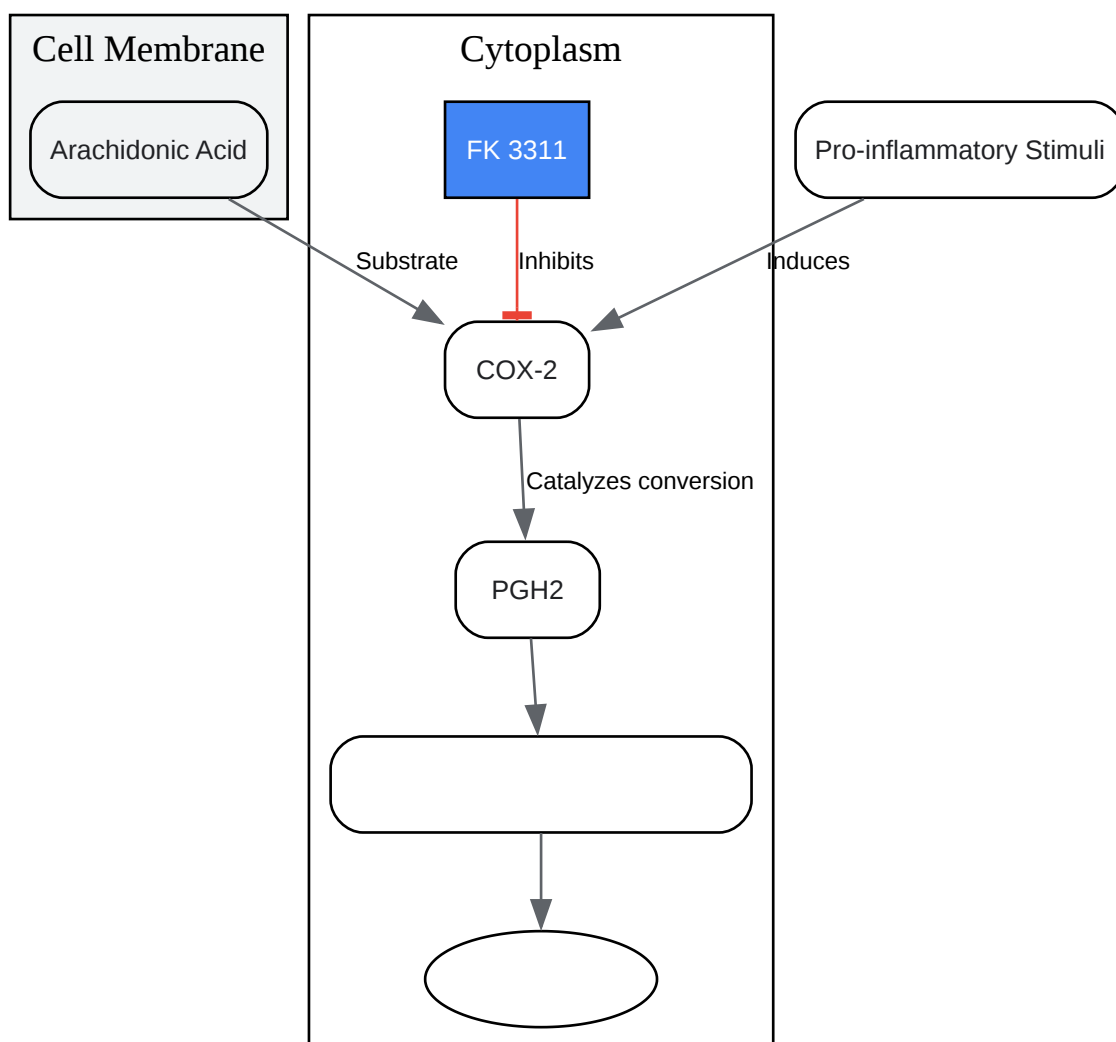 Cell Membrane
Cytoplasm
Arachidonic Acid
FK 3311
Pro-inflammatory Stimuli
Substrate
Inhibits
Induces
COX-2
Catalyzes conversion
PGH2